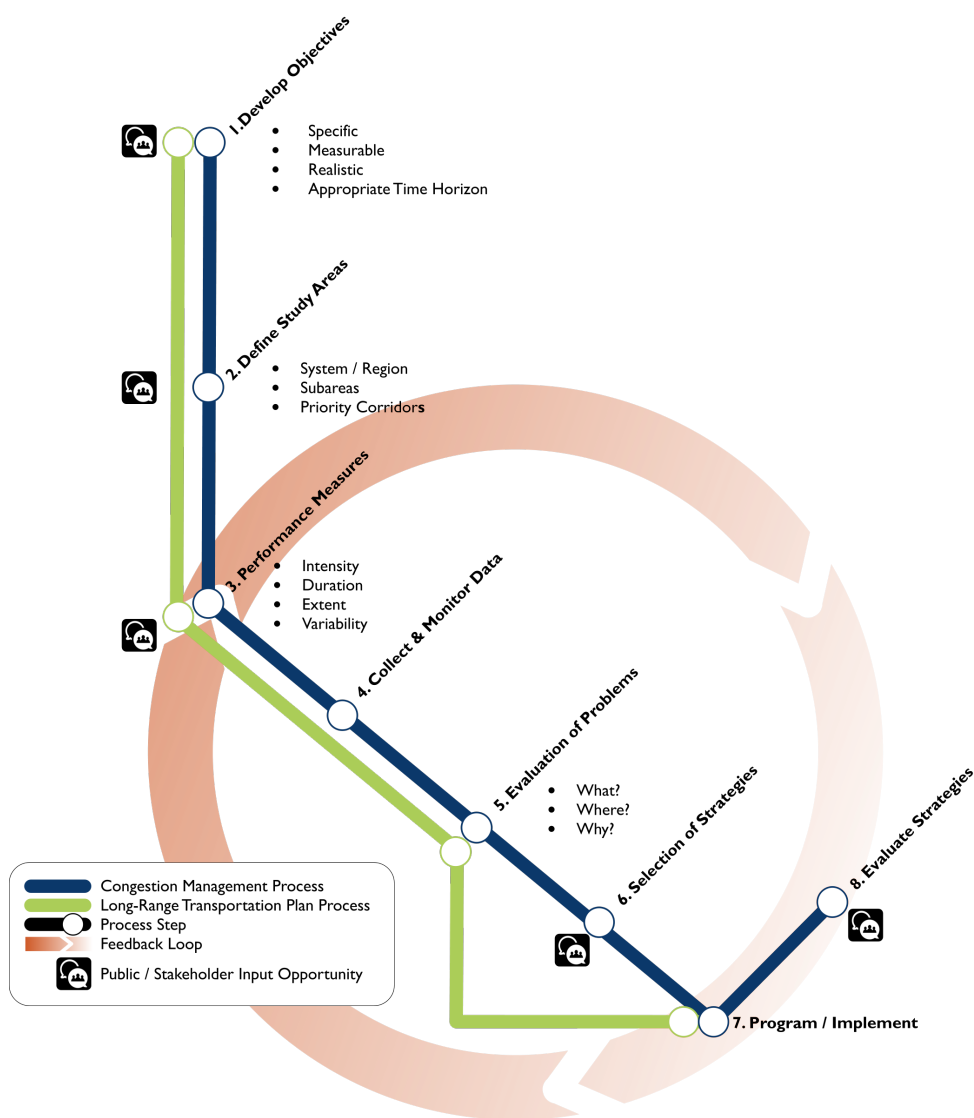 1. Develop Objectives
• Specific
• Measurable
• Realistic
• Appropriate Time Horizon
2. Define Study Areas
• System / Region
• Subareas
• Priority Corridors
3. Performance Measures
• Intensity
• Duration
• Extent
• Variability
4. Collect & Monitor Data
5. Evaluation of Problems
• What?
• Where?
• Why?
6. Selection of Strategies
8. Evaluate Strategies
7. Program / Implement
Congestion Management Process
Long-Range Transportation Plan Process
Process Step
Feedback Loop
Public / Stakeholder Input Opportunity